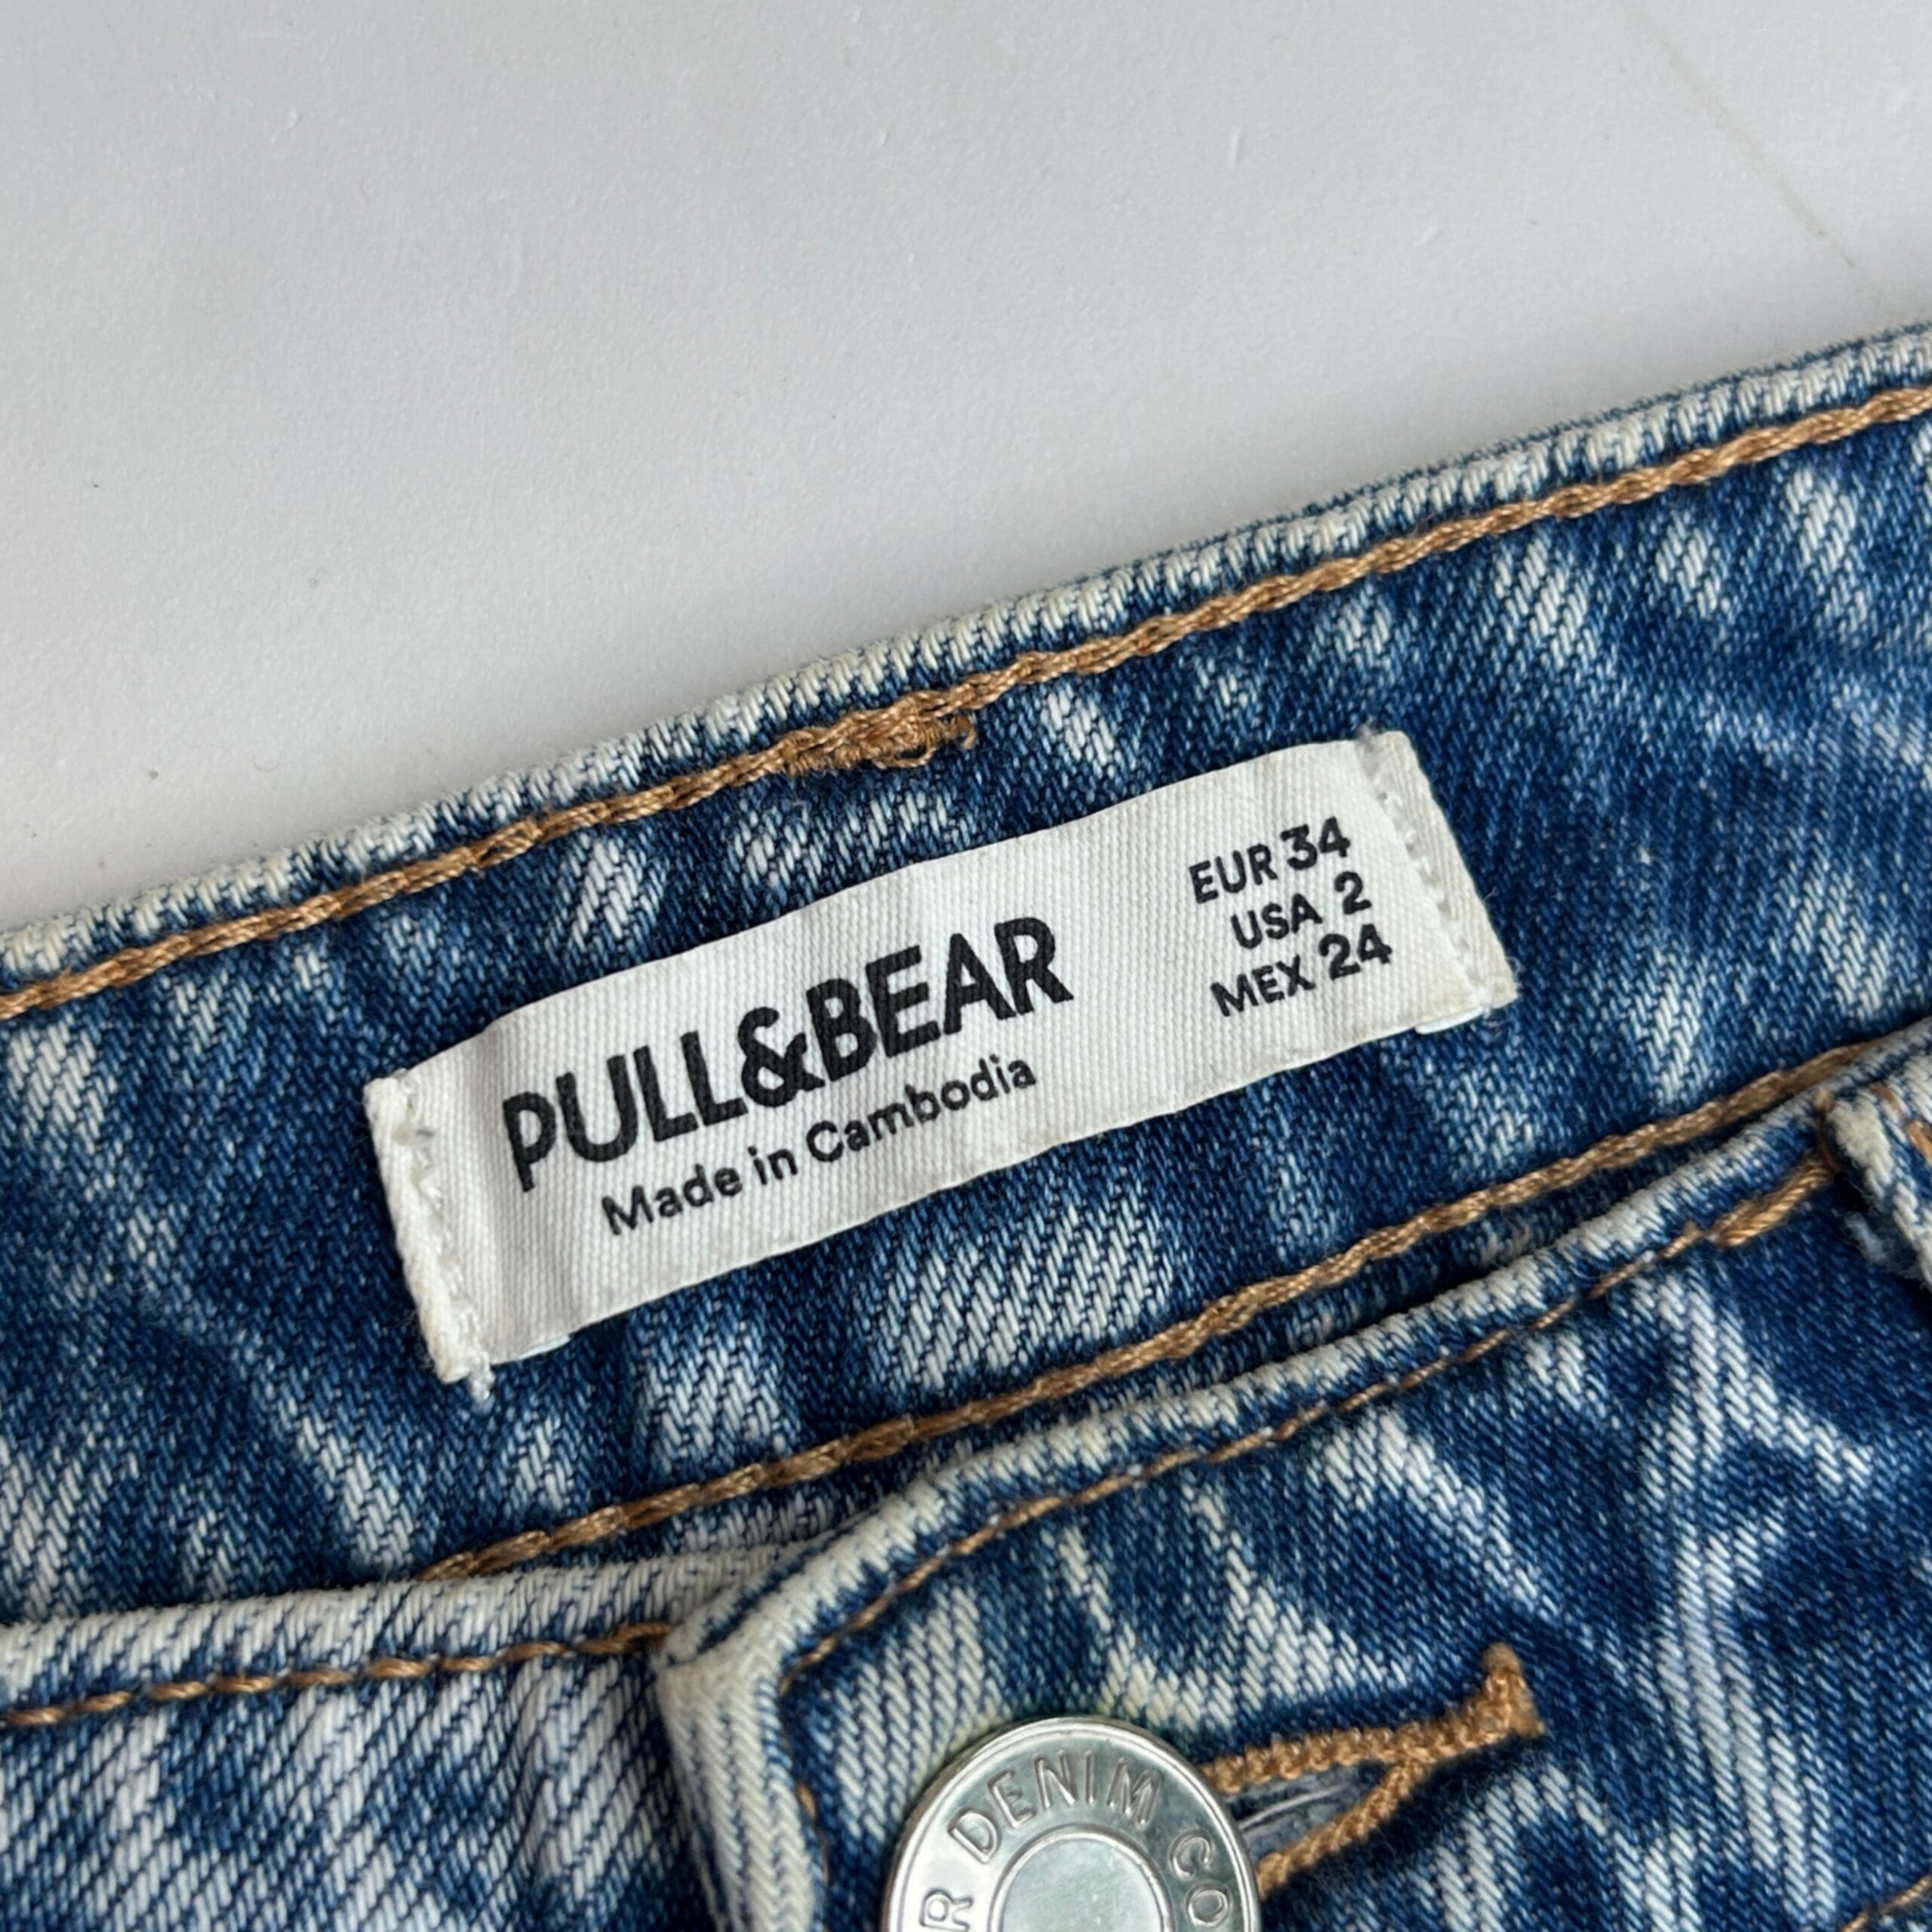 PULL&BEAR
Made in Cambodia
EUR 34
USA 2
MEX 24
R DENIM CO